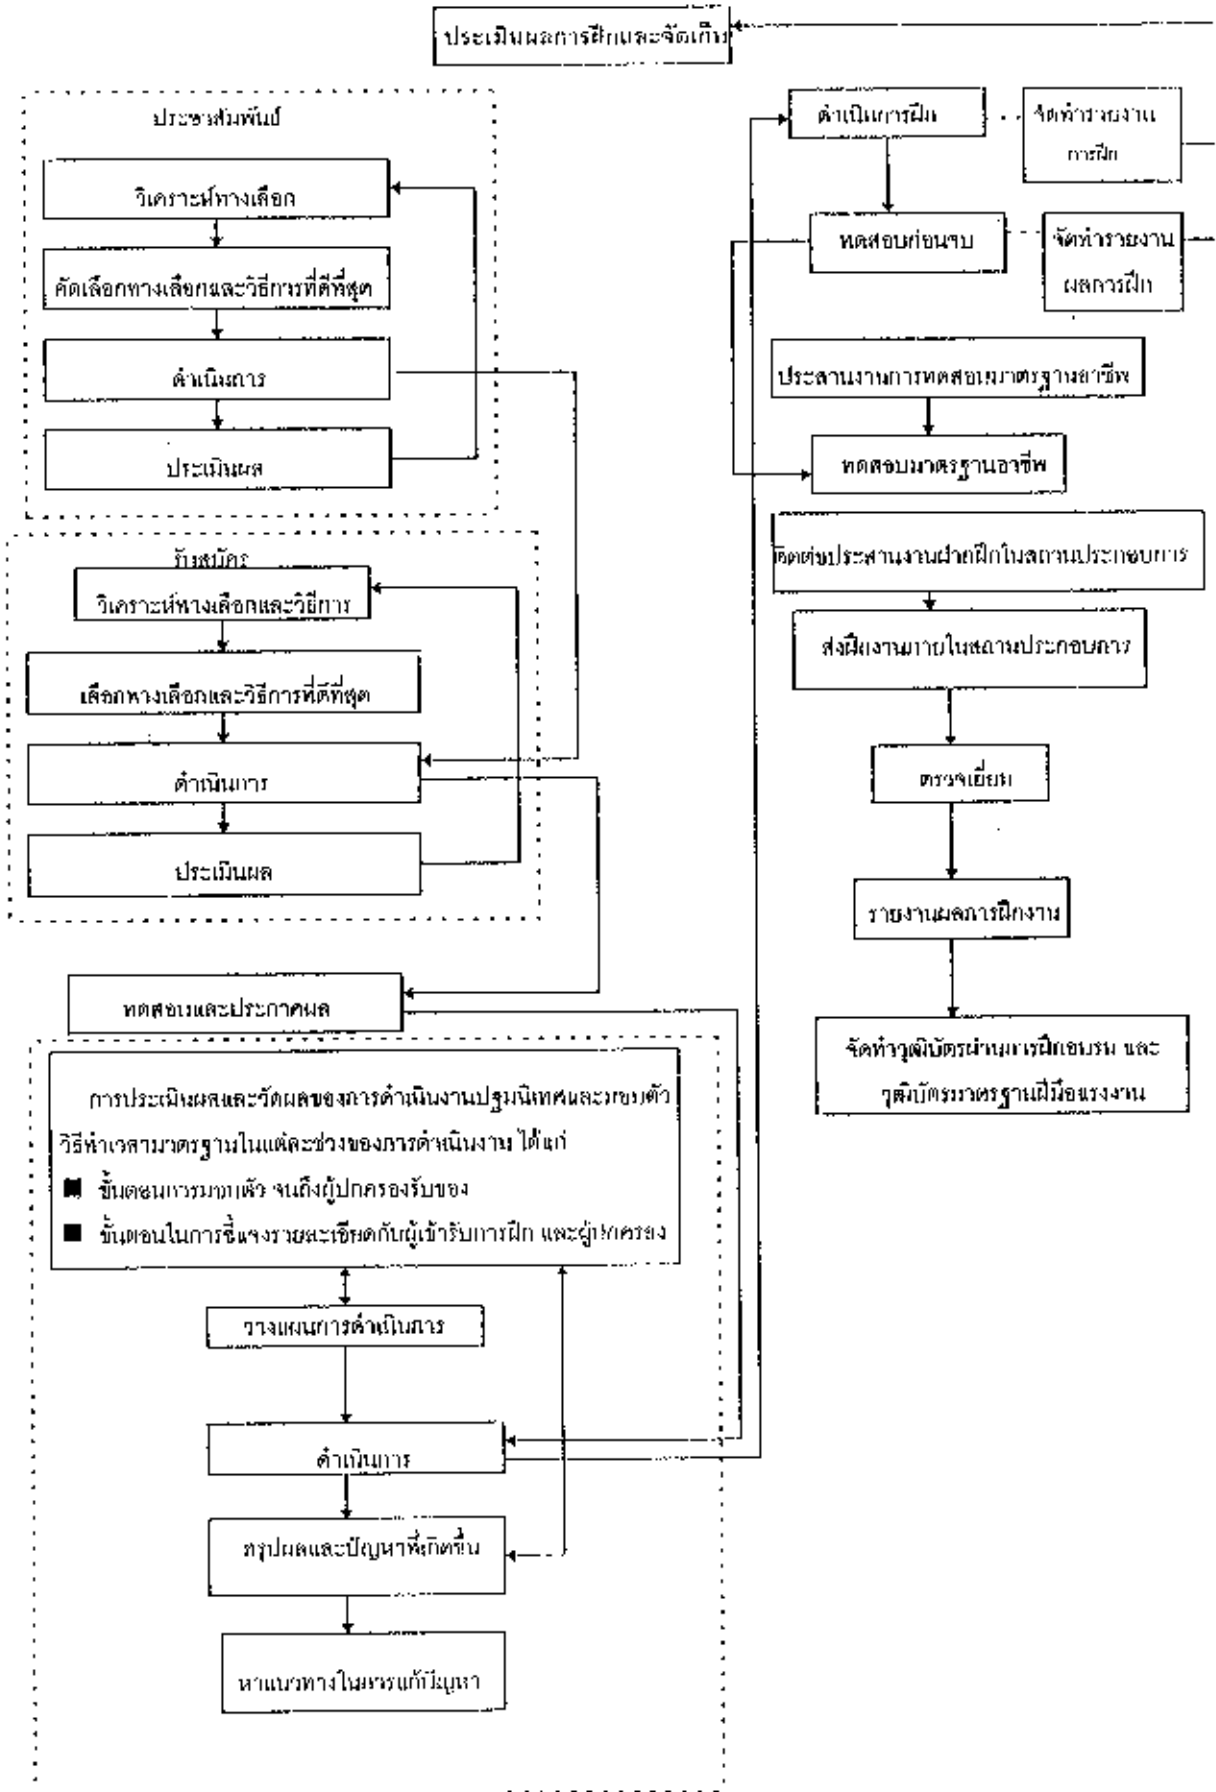 ประเมินผลการฝึกและจัดเก็บ
ประชาสัมพันธ์
วิเคราะห์ทางเลือก
คัดเลือกทางเลือกและวิธีการที่ดีที่สุด
ดำเนินการ
ประเมินผล
รับสมัคร
วิเคราะห์ทางเลือกและวิธีการ
เลือกทางเลือกและวิธีการที่ดีที่สุด
ดำเนินการ
ประเมินผล
ทดสอบและประกาศผล
การประเมินผลและวัดผลของการดำเนินงานปฐมนิเทศและมอบตัว
วิธีทำเวลามาตรฐานในแต่ละช่วงของการดำเนินงาน ได้แก่
■ ขั้นตอนการมอบตัว จนถึงผู้ปกครองรับของ
■ ขั้นตอนในการชี้แจงรายละเอียดกับผู้เข้ารับการฝึก และผู้ปกครอง
วางแผนการดำเนินการ
ดำเนินการ
สรุปผลและปัญหาที่เกิดขึ้น
หาแนวทางในการแก้ปัญหา
ดำเนินการฝึก
จัดทำรายงาน
การฝึก
ทดสอบก่อนจบ
จัดทำรายงาน
ผลการฝึก
ประสานงานการทดสอบมาตรฐานอาชีพ
ทดสอบมาตรฐานอาชีพ
ติดต่อประสานงานฝากฝึกในสถานประกอบการ
ส่งฝึกงานภายในสถานประกอบการ
ตรวจเยี่ยม
รายงานผลการฝึกงาน
จัดทำวุฒิบัตรผ่านการฝึกอบรม และ
วุฒิบัตรมาตรฐานฝีมือแรงงาน